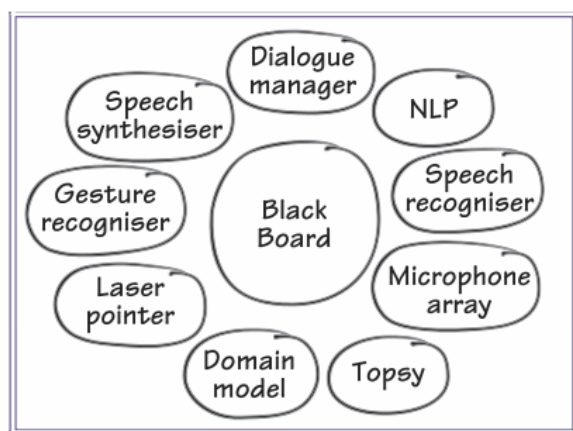 Dialogue
manager
NLP
Speech
synthesiser
Speech
recogniser
Gesture
recogniser
Black
Board
Microphone
array
Laser
pointer
Domain
model
Topsy